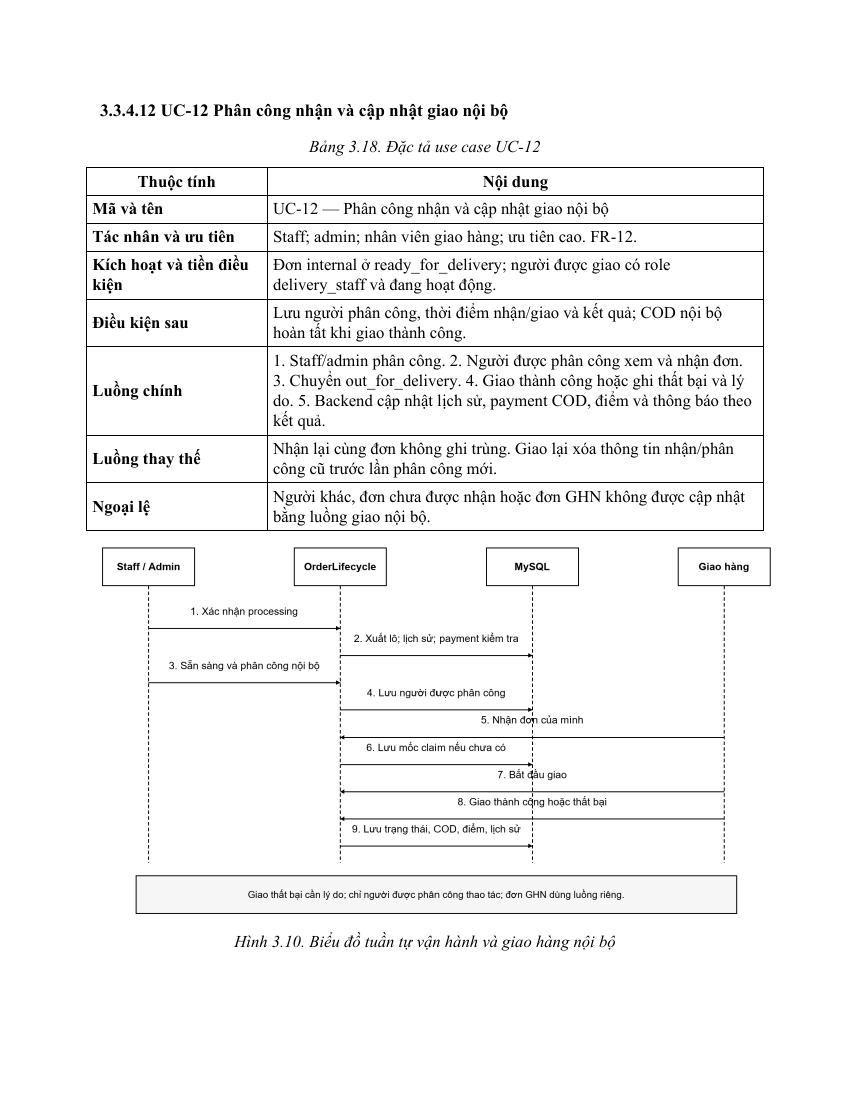 3.3.4.12 UC-12 Phân công nhận và cập nhật giao nội bộ
Bảng 3.18. Đặc tả use case UC-12
Thuộc tính
Nội dung
Mã và tên
UC-12 — Phân công nhận và cập nhật giao nội bộ
Tác nhân và ưu tiên
Staff; admin; nhân viên giao hàng; ưu tiên cao. FR-12.
Kích hoạt và tiền điều
kiện
Đơn internal ở ready_for_delivery; người được giao có role
delivery_staff và đang hoạt động.
Điều kiện sau
Lưu người phân công, thời điểm nhận/giao và kết quả; COD nội bộ
hoàn tất khi giao thành công.
Luồng chính
1. Staff/admin phân công. 2. Người được phân công xem và nhận đơn.
3. Chuyển out_for_delivery. 4. Giao thành công hoặc ghi thất bại và lý
do. 5. Backend cập nhật lịch sử, payment COD, điểm và thông báo theo
kết quả.
Luồng thay thế
Nhận lại cùng đơn không ghi trùng. Giao lại xóa thông tin nhận/phân
công cũ trước lần phân công mới.
Ngoại lệ
Người khác, đơn chưa được nhận hoặc đơn GHN không được cập nhật
bằng luồng giao nội bộ.
Staff / Admin
OrderLifecycle
MySQL
Giao hàng
1. Xác nhận processing
2. Xuất lô; lịch sử; payment kiểm tra
3. Sẵn sàng và phân công nội bộ
4. Lưu người được phân công
5. Nhận đơn của mình
6. Lưu mốc claim nếu chưa có
7. Bắt đầu giao
8. Giao thành công hoặc thất bại
9. Lưu trạng thái, COD, điểm, lịch sử
Giao thất bại cần lý do; chỉ người được phân công thao tác; đơn GHN dùng luồng riêng.
Hình 3.10. Biểu đồ tuần tự vận hành và giao hàng nội bộ